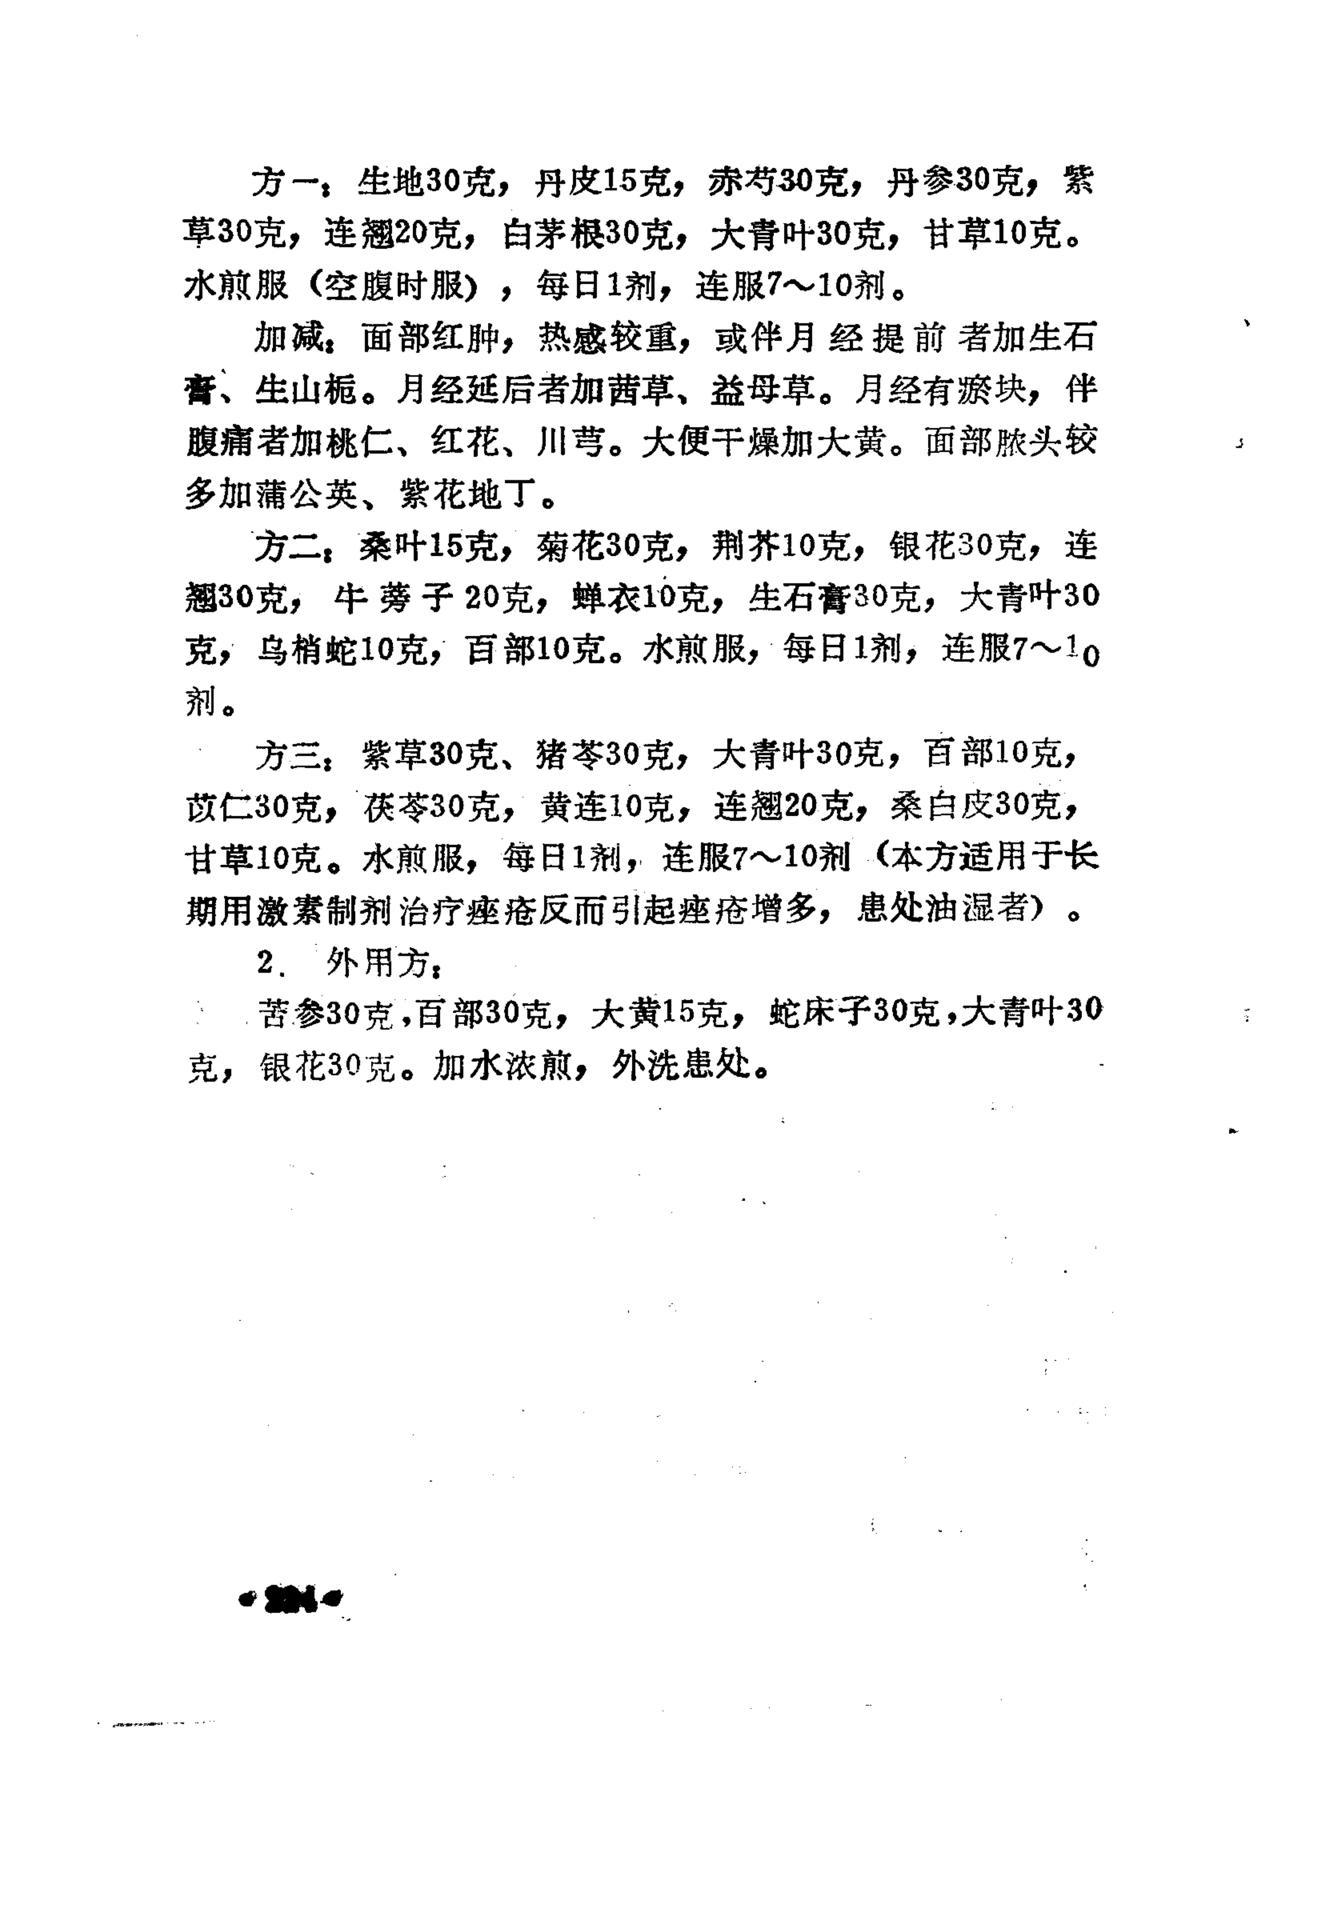 方一：生地30克，丹皮15克，赤芍30克，丹参30克，紫
草30克，连翘20克，白茅根30克，大青叶30克，甘草10克。
水煎服（空腹时服），每日1剂，连服7～10剂。
加减：面部红肿，热感较重，或伴月经提前者加生石
膏、生山栀。月经延后者加茜草、益母草。月经有瘀块，伴
腹痛者加桃仁、红花、川芎。大便干燥加大黄。面部脓头较
多加蒲公英、紫花地丁。
方二：桑叶15克，菊花30克，荆芥10克，银花30克，连
翘30克，牛蒡子20克，蝉衣10克，生石膏30克，大青叶30
克，乌梢蛇10克，百部10克。水煎服，每日1剂，连服7～10
剂。
方三：紫草30克、猪苓30克，大青叶30克，百部10克，
苡仁30克，茯苓30克，黄连10克，连翘20克，桑白皮30克，
甘草10克。水煎服，每日1剂，连服7～10剂（本方适用于长
期用激素制剂治疗痤疮反而引起痤疮增多，患处油湿者）。
2．外用方：
苦参30克，百部30克，大黄15克，蛇床子30克，大青叶30
克，银花30克。加水浓煎，外洗患处。